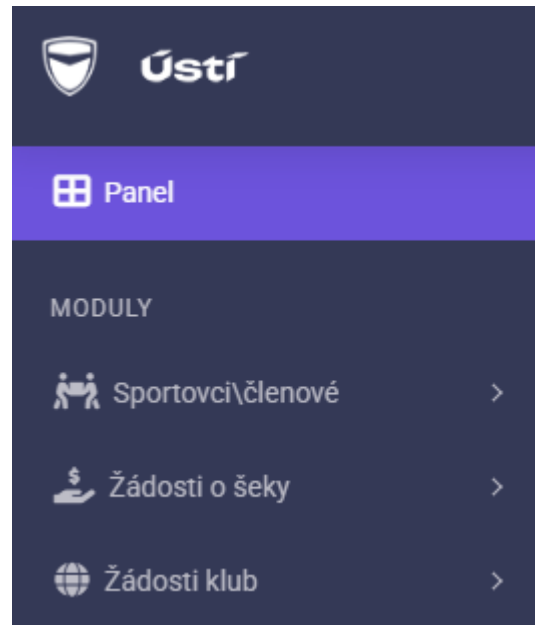 Ústí
Panel
MODULY
Sportovci\členové
Žádosti o šeky
Žádosti klub